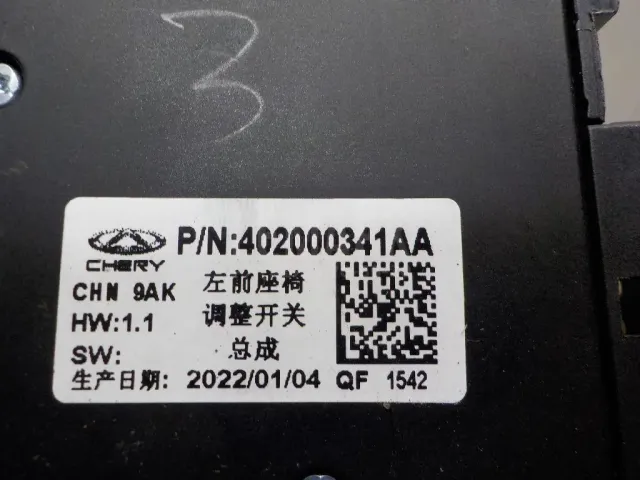 3
P/N:402000341AA
CHERY
CHN 9AK
左前座椅
HW:1.1
调整开关
SW:
总成
生产日期: 2022/01/04 QF 1542